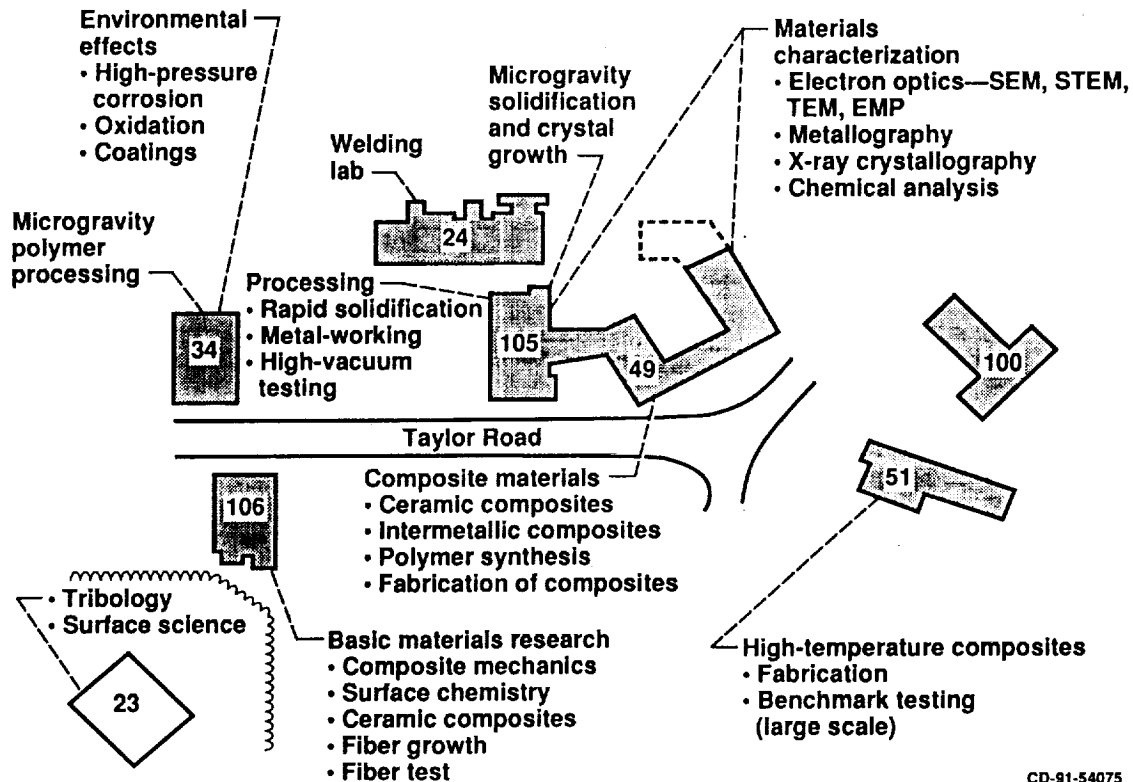 Environmental
effects
• High-pressure
corrosion
• Oxidation
• Coatings
Microgravity
polymer
processing
Welding
lab
Microgravity
solidification
and crystal
growth
Materials
characterization
• Electron optics—SEM, STEM,
TEM, EMP
• Metallography
• X-ray crystallography
• Chemical analysis
24
Processing
• Rapid solidification
• Metal-working
• High-vacuum
testing
34
105
49
100
Taylor Road
51
106
Composite materials
• Ceramic composites
• Intermetallic composites
• Polymer synthesis
• Fabrication of composites
• Tribology
• Surface science
23
Basic materials research
• Composite mechanics
• Surface chemistry
• Ceramic composites
• Fiber growth
• Fiber test
High-temperature composites
• Fabrication
• Benchmark testing
(large scale)
CD-91-54075